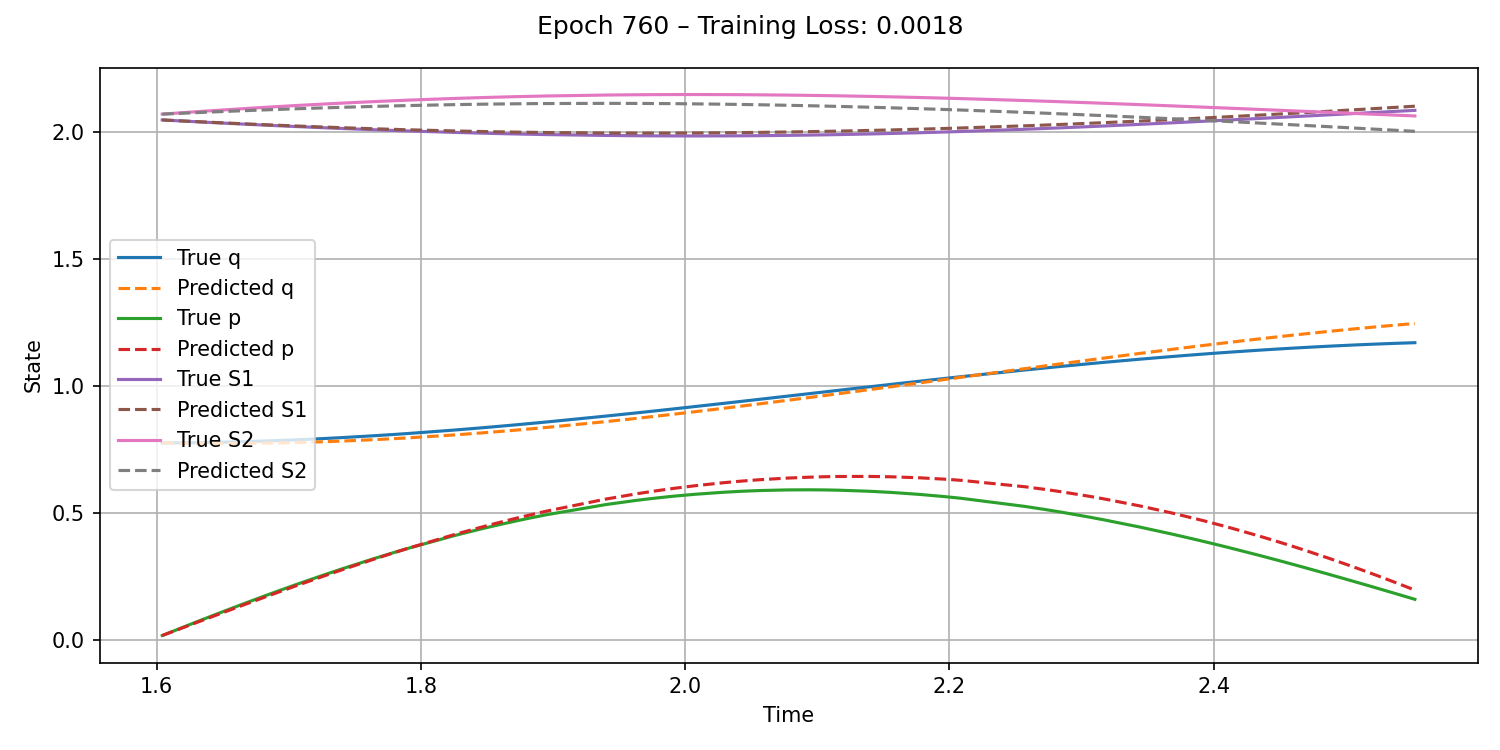 Epoch 760 – Training Loss: 0.0018
2.0
1.5
1.0
0.5
0.0
State
True q
Predicted q
True p
Predicted p
True S1
Predicted S1
True S2
Predicted S2
1.6 1.8 2.0 2.2 2.4
Time